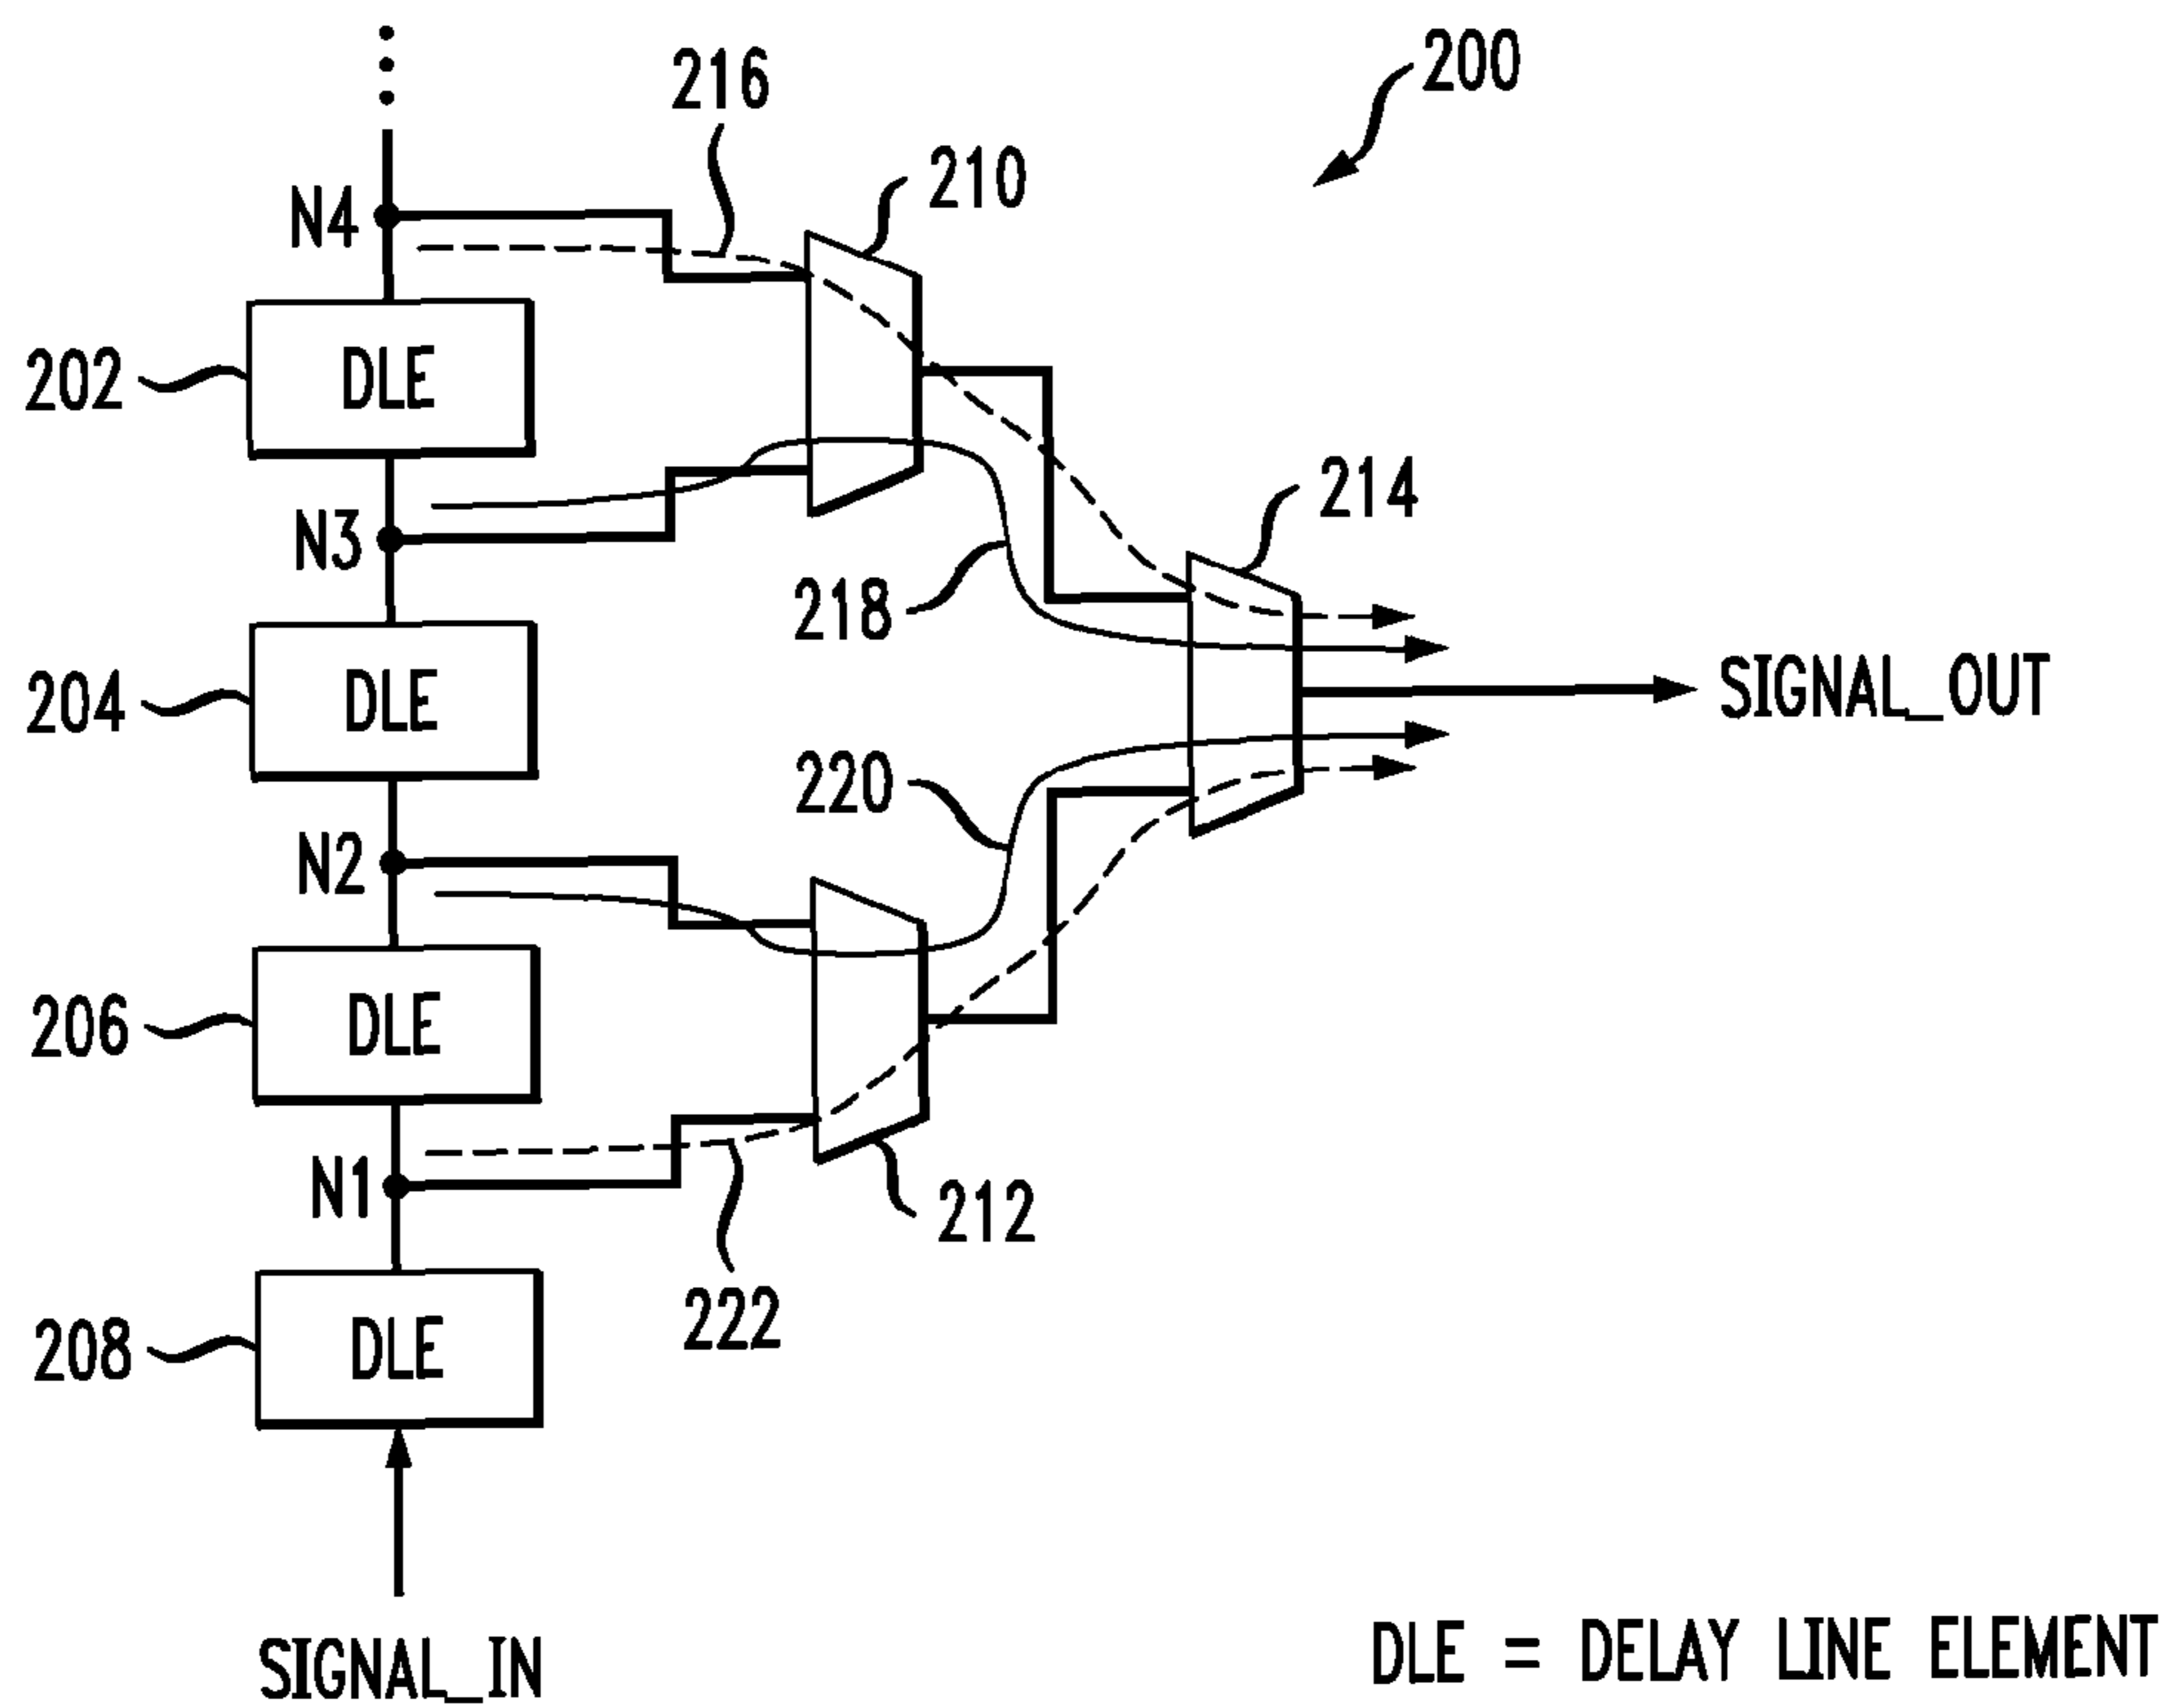 216
200
210
N4
202
DLE
214
N3
218
204
DLE
SIGNAL_OUT
220
N2
206
DLE
N1
212
222
208
DLE
SIGNAL_IN
DLE = DELAY LINE ELEMENT